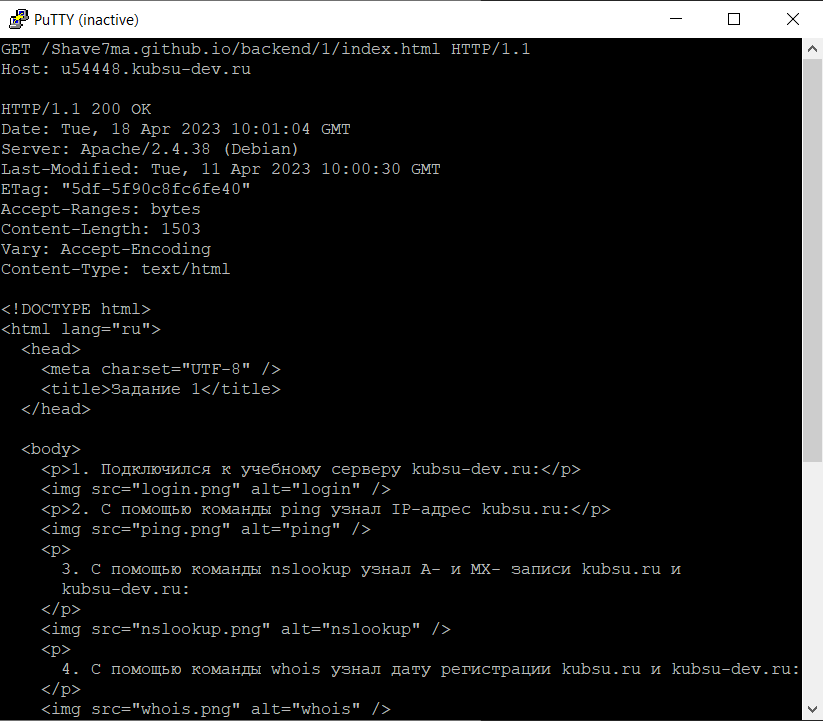 PuTTY (inactive)
GET /Shave7ma.github.io/backend/1/index.html HTTP/1.1
Host: u54448.kubsu-dev.ru

HTTP/1.1 200 OK
Date: Tue, 18 Apr 2023 10:01:04 GMT
Server: Apache/2.4.38 (Debian)
Last-Modified: Tue, 11 Apr 2023 10:00:30 GMT
ETag: "5df-5f90c8fc6fe40"
Accept-Ranges: bytes
Content-Length: 1503
Vary: Accept-Encoding
Content-Type: text/html

<!DOCTYPE html>
<html lang="ru">
  <head>
    <meta charset="UTF-8" />
    <title>Задание 1</title>
  </head>

  <body>
    <p>1. Подключился к учебному серверу kubsu-dev.ru:</p>
    <img src="login.png" alt="login" />
    <p>2. С помощью команды ping узнал IP-адрес kubsu.ru:</p>
    <img src="ping.png" alt="ping" />
    <p>
      3. С помощью команды nslookup узнал A- и MX- записи kubsu.ru и
      kubsu-dev.ru:
    </p>
    <img src="nslookup.png" alt="nslookup" />
    <p>
      4. С помощью команды whois узнал дату регистрации kubsu.ru и kubsu-dev.ru:
    </p>
    <img src="whois.png" alt="whois" />